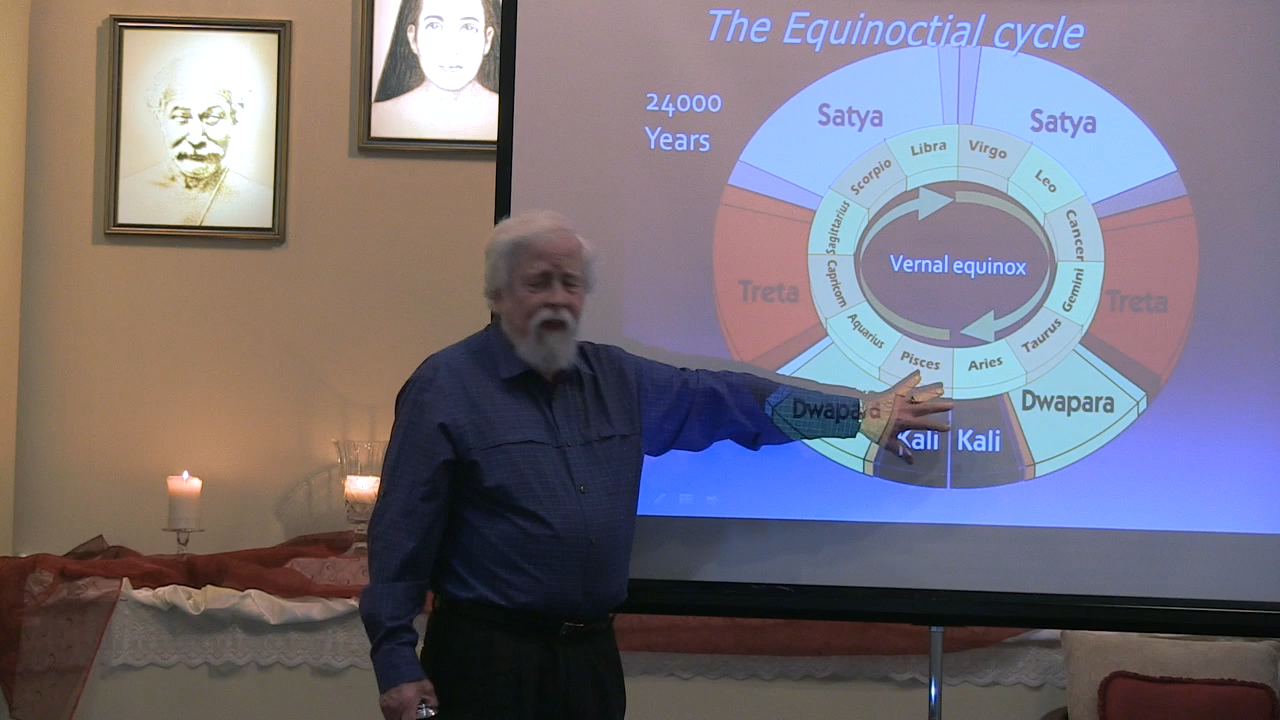 The Equinoctial cycle
24000
Years
Satya
Satya
Libra
Virgo
Scorpio
Leo
Sagittarius
Cancer
Vernal equinox
Treta
Treta
Capricorn
Gemini
Aquarius
Taurus
Pisces
Aries
Dwapara
Dwapara
Kali
Kali